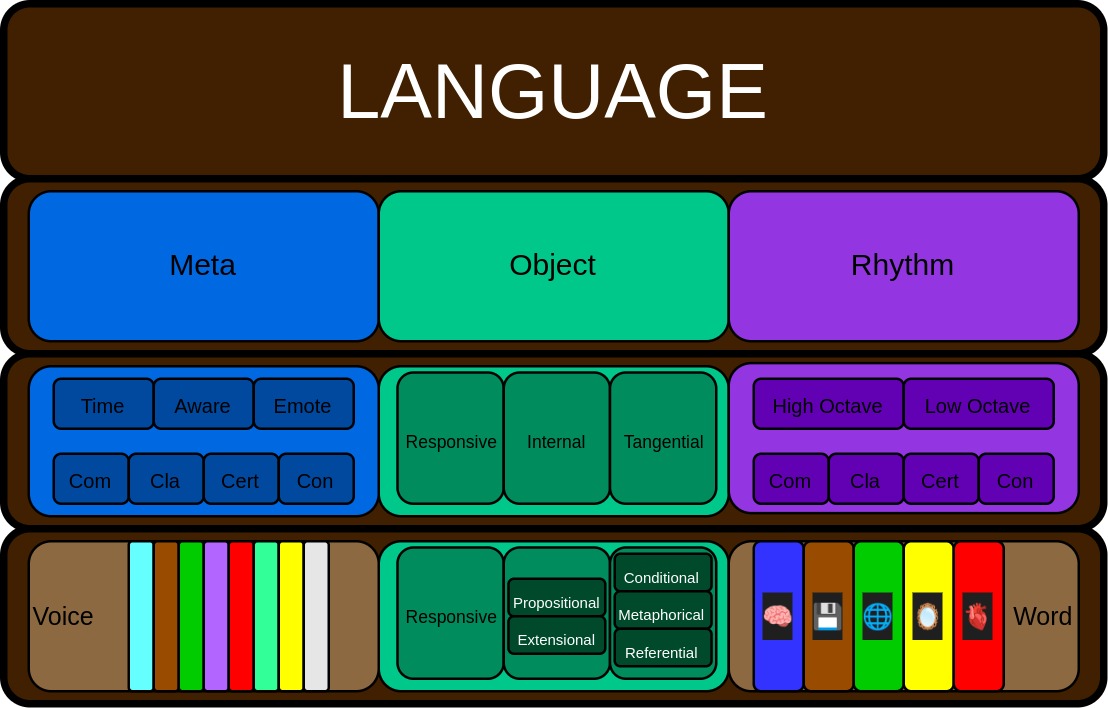 LANGUAGE
Meta
Object
Rhythm
Time
Aware
Emote
Com
Cla
Cert
Con
Responsive
Internal
Tangential
High Octave
Low Octave
Com
Cla
Cert
Con
Voice
Responsive
Propositional
Extensional
Conditional
Metaphorical
Referential
Word